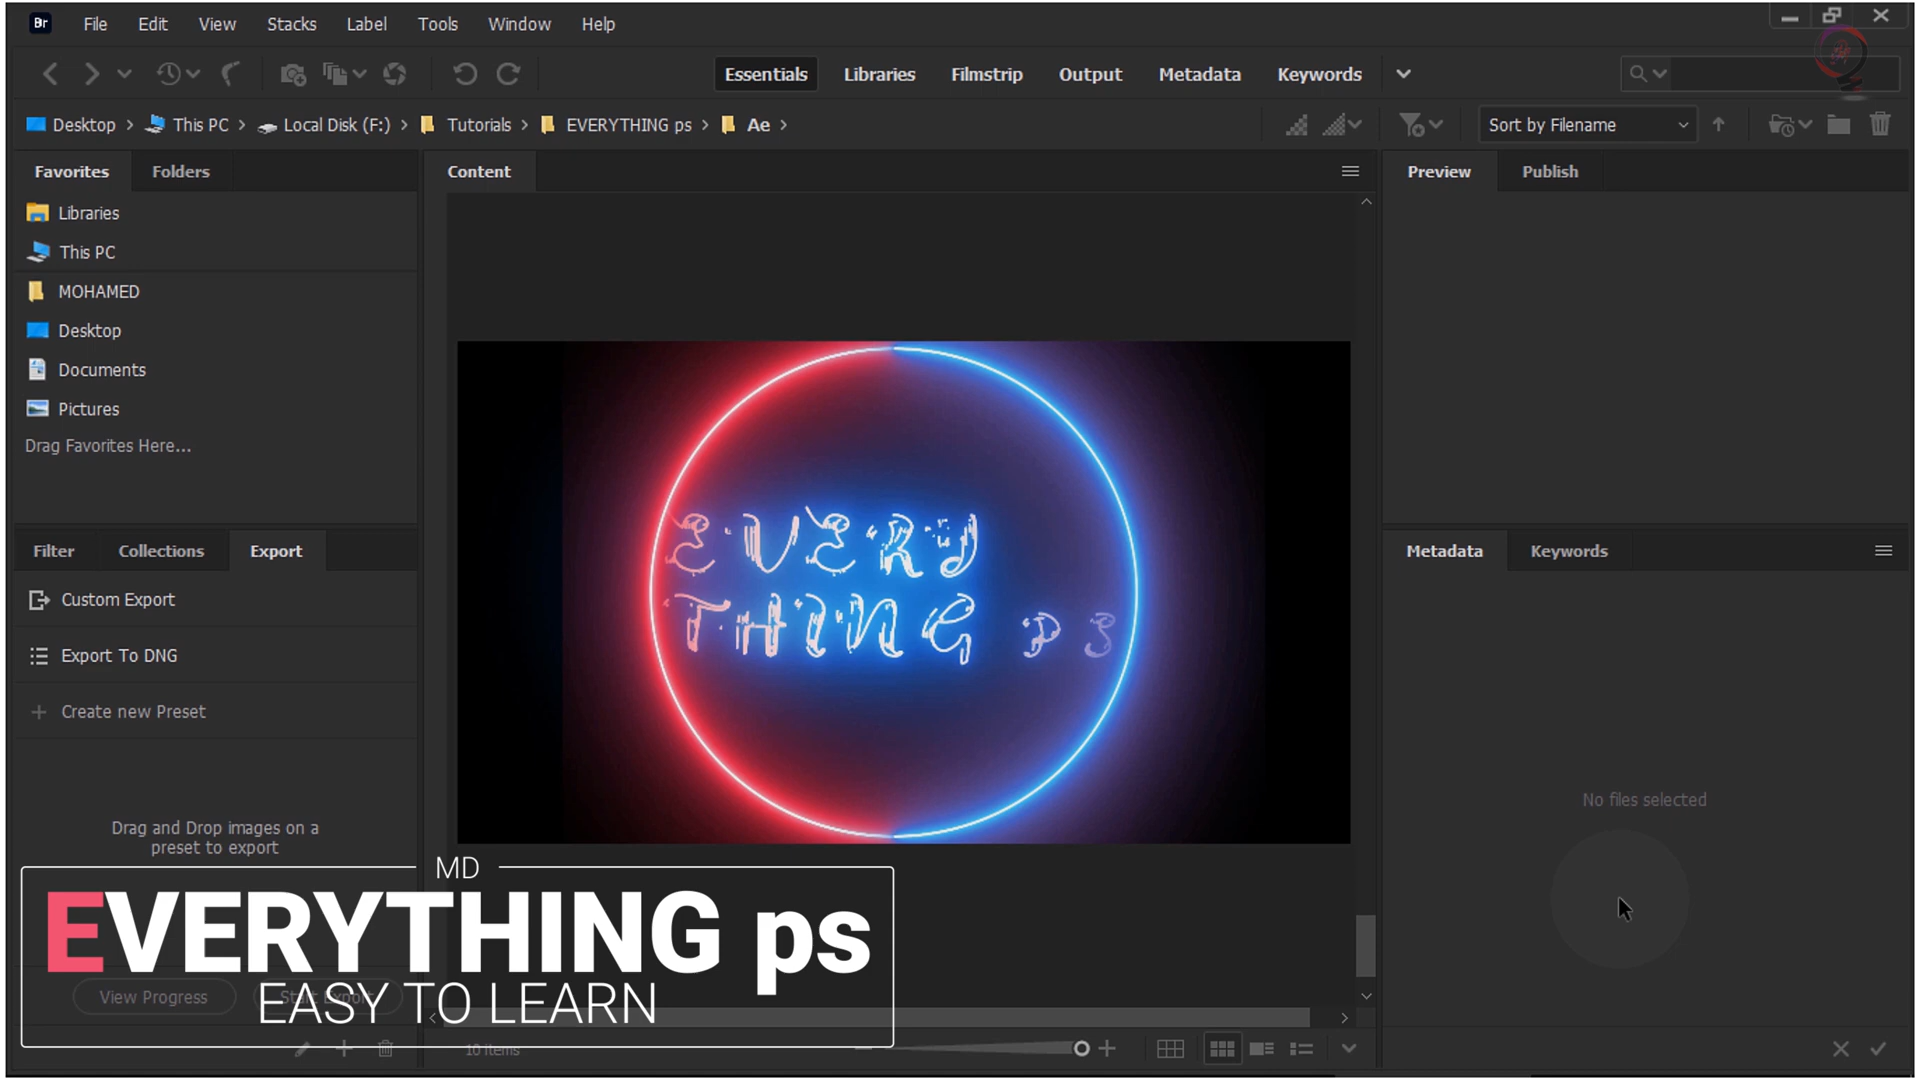 Br File Edit View Stacks Label Tools Window Help
Essentials Libraries Filmstrip Output Metadata Keywords
Desktop This PC Local Disk (F:) Tutorials EVERYTHING ps Ae
Sort by Filename
Favorites Folders
Content
Preview Publish
Libraries
This PC
MOHAMED
Desktop
Documents
Pictures
Drag Favorites Here...
EVERY
THING PS
Filter Collections Export
Metadata Keywords
Custom Export
Export To DNG
Create new Preset
No files selected
Drag and Drop images on a
preset to export
MD
EVERYTHING ps
View Progress Start Export
EASY TO LEARN
10 items